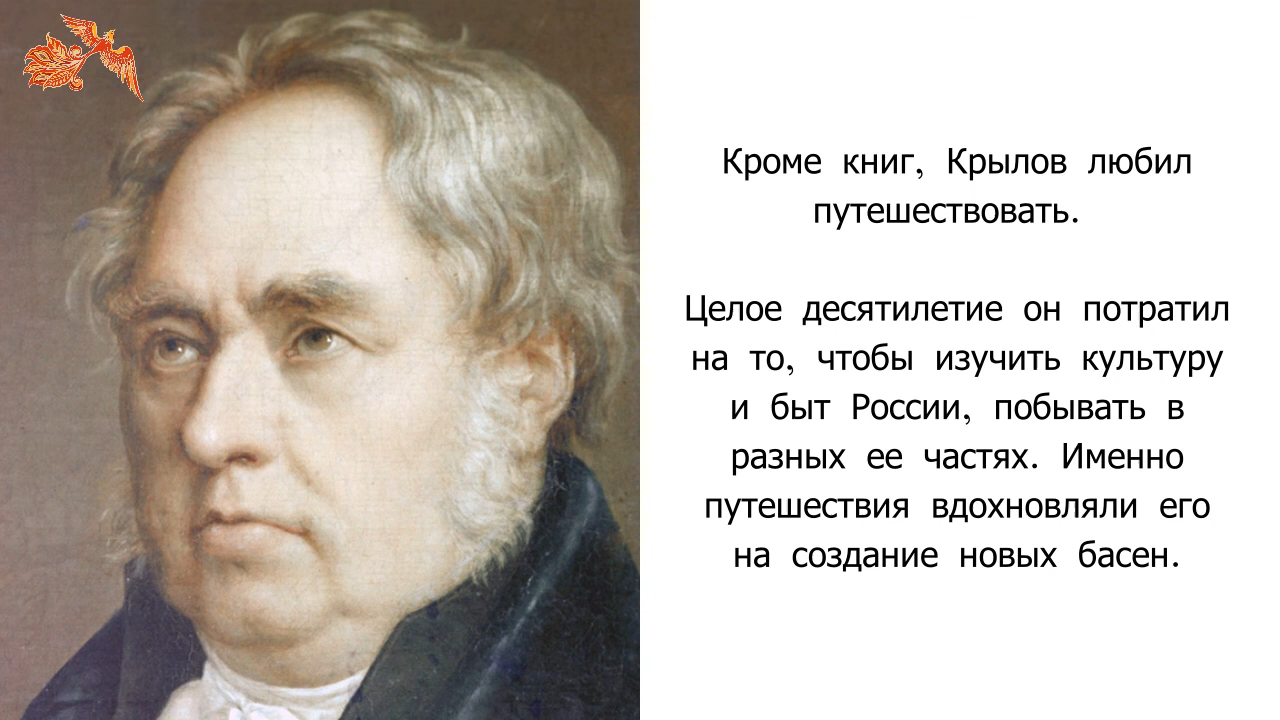 Кроме книг, Крылов любил
путешествовать.
Целое десятилетие он потратил
на то, чтобы изучить культуру
и быт России, побывать в
разных ее частях. Именно
путешествия вдохновляли его
на создание новых басен.